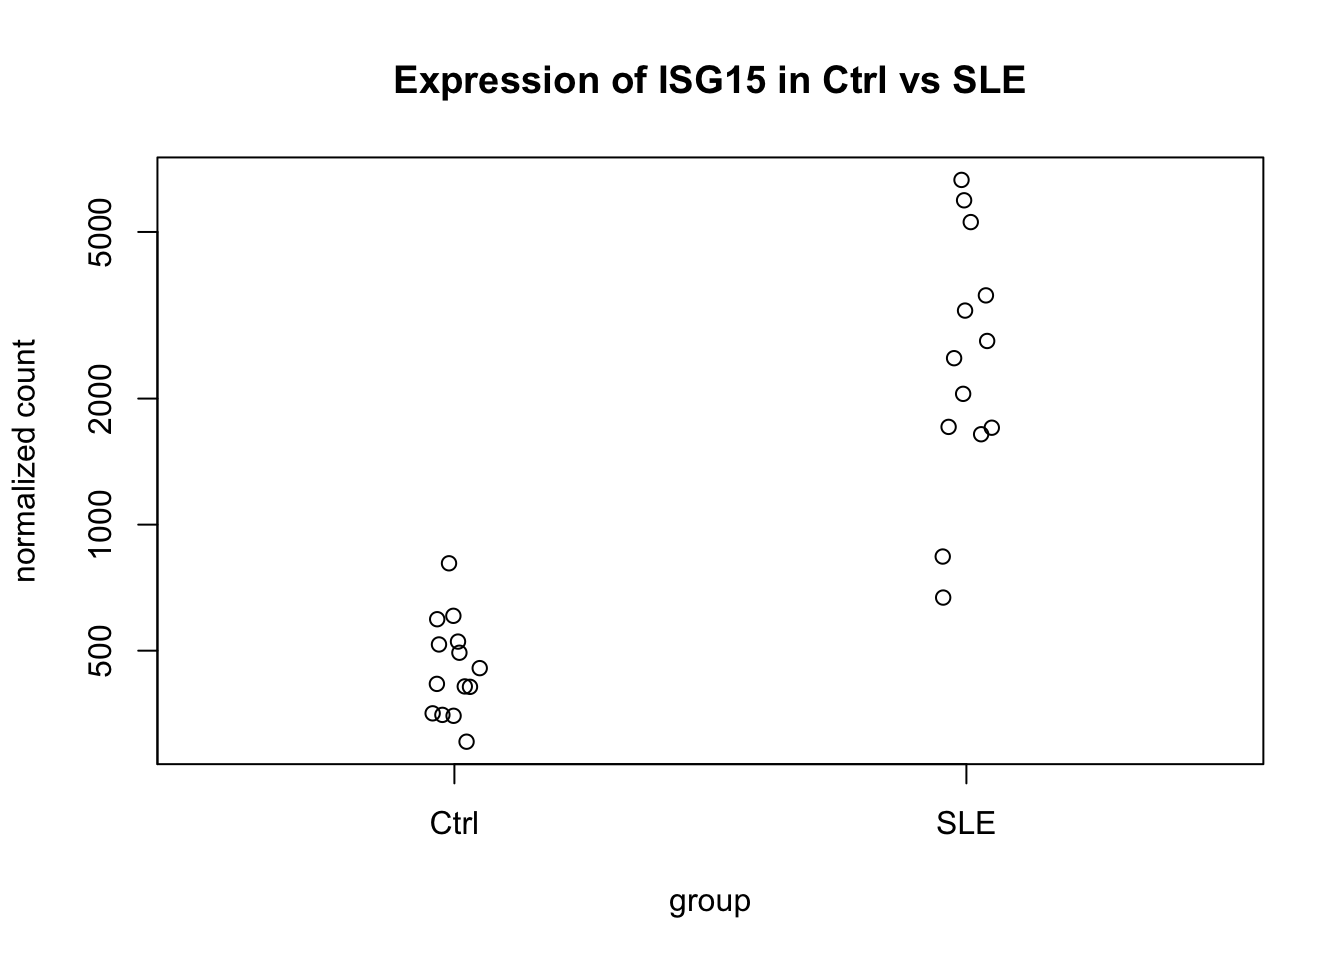 Expression of ISG15 in Ctrl vs SLE
normalized count
5000
2000
1000
500
Ctrl
SLE
group